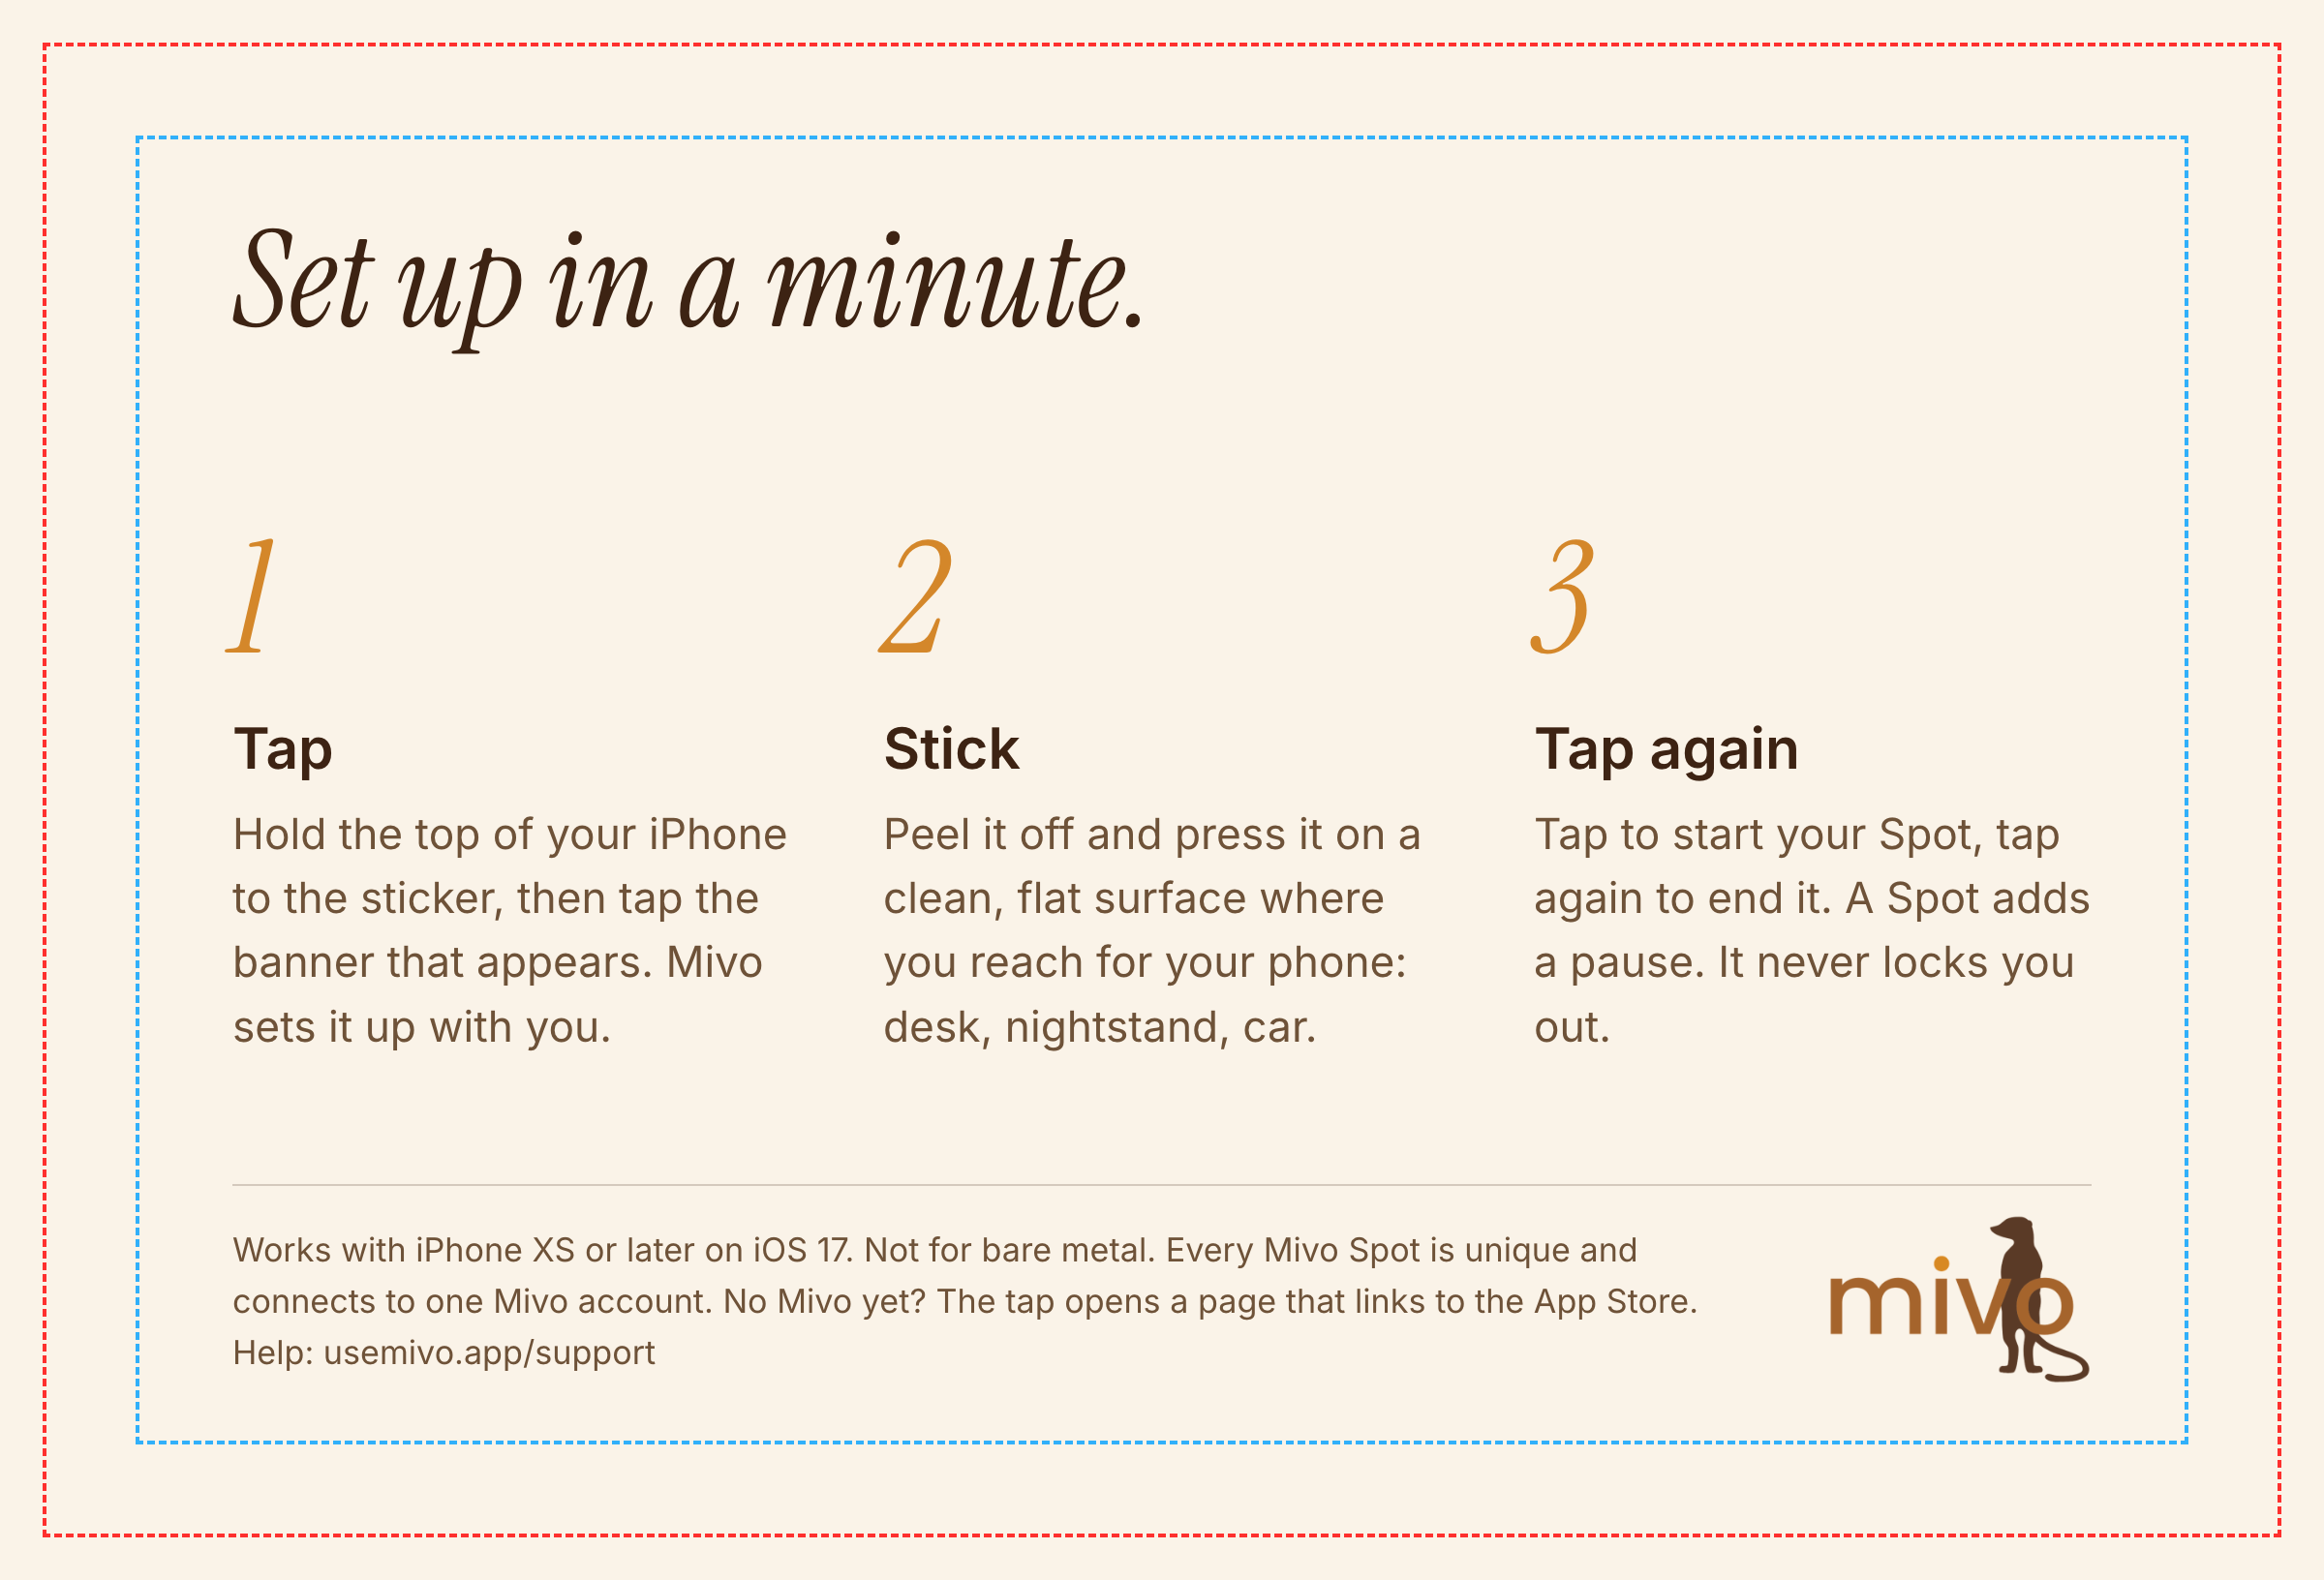 Set up in a minute.
1
Tap
Hold the top of your iPhone
to the sticker, then tap the
banner that appears. Mivo
sets it up with you.
2
Stick
Peel it off and press it on a
clean, flat surface where
you reach for your phone:
desk, nightstand, car.
3
Tap again
Tap to start your Spot, tap
again to end it. A Spot adds
a pause. It never locks you
out.
Works with iPhone XS or later on iOS 17. Not for bare metal. Every Mivo Spot is unique and
connects to one Mivo account. No Mivo yet? The tap opens a page that links to the App Store.
Help: usemivo.app/support
mivo